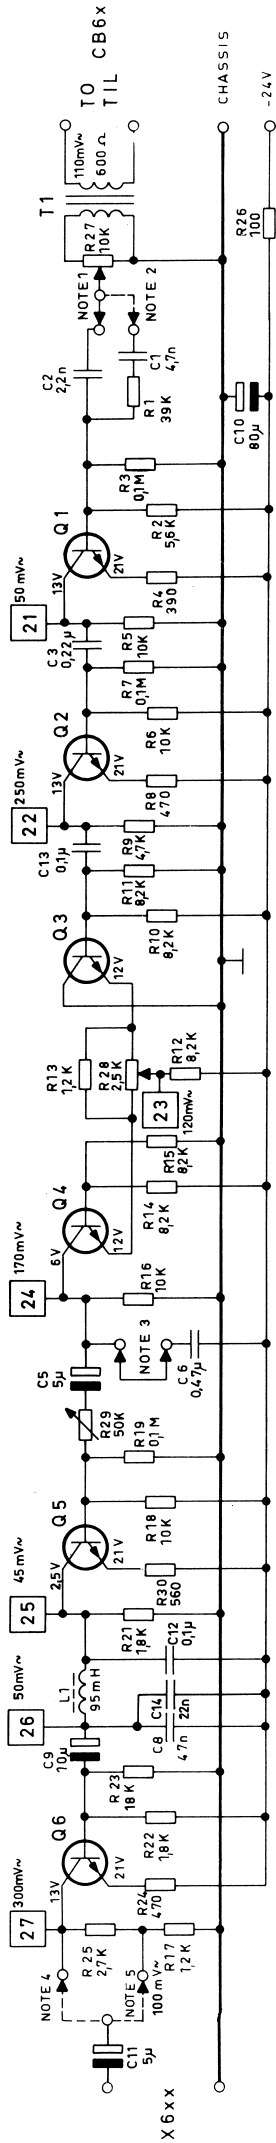 TO CB6x
TIL
110mV~
600 Ω
T1
R27
10K
NOTE 1
NOTE 2
CHASSIS
-24V
R26
100
C2
2,2n
C1
4,7n
R1
39K
C10
80µ
R3
0,1M
R2
5,6K
Q1
13V
21V
R4
390
50mV~
21
C3
0,22µ
R5
10K
R7
0,1M
R6
10K
Q2
13V
21V
R8
470
250mV~
22
C13
0,1µ
R9
4,7K
R11
8,2K
R10
8,2K
Q3
12V
R13
1,2K
R28
2,5K
23
120mV~
R12
8,2K
R15
8,2K
R14
8,2K
Q4
6V
12V
170mV~
24
R16
10K
NOTE 3
C6
0,47µ
C5
5µ
R29
50K
R19
0,1M
R18
10K
Q5
2,5V
21V
R30
560
45mV~
25
R21
1,8K
C12
0,1µ
L1
95mH
C14
22n
C8
47n
50mV~
26
C9
10µ
R23
18K
R22
1,8K
Q6
13V
21V
R24
470
300mV~
27
R25
2,7K
R17
1,2K
NOTE 4
NOTE 5
100mV~
C11
5µ
X6xx